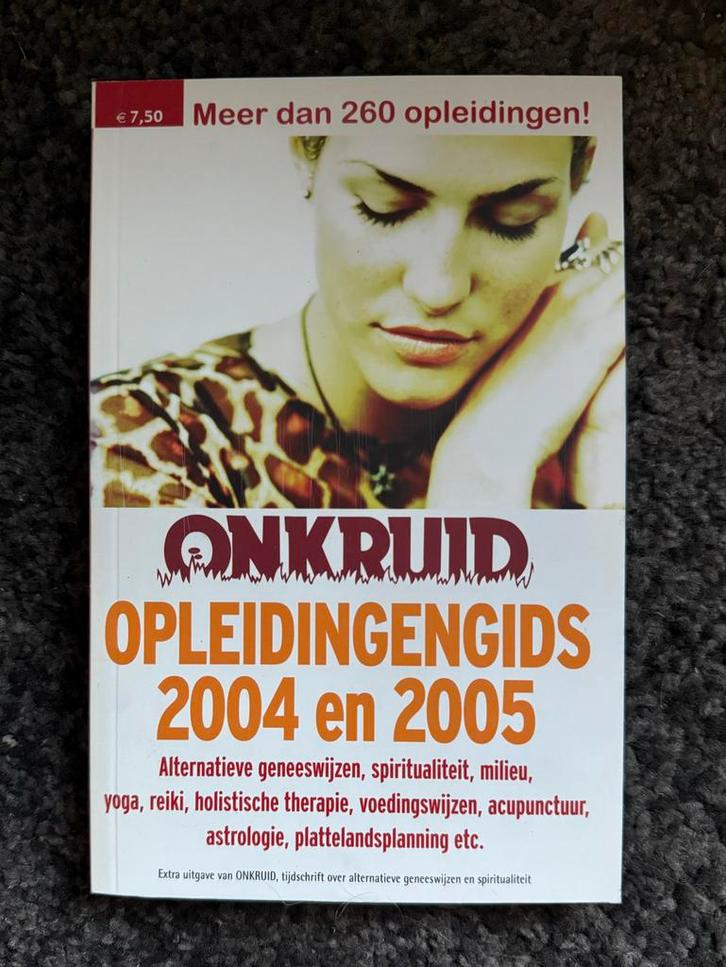 € 7,50
Meer dan 260 opleidingen!
ONKRUID
OPLEIDINGENGIDS
2004 en 2005
Alternatieve geneeswijzen, spiritualiteit, milieu,
yoga, reiki, holistische therapie, voedingswijzen, acupunctuur,
astrologie, plattelandsplanning etc.
Extra uitgave van ONKRUID, tijdschrift over alternatieve geneeswijzen en spiritualiteit